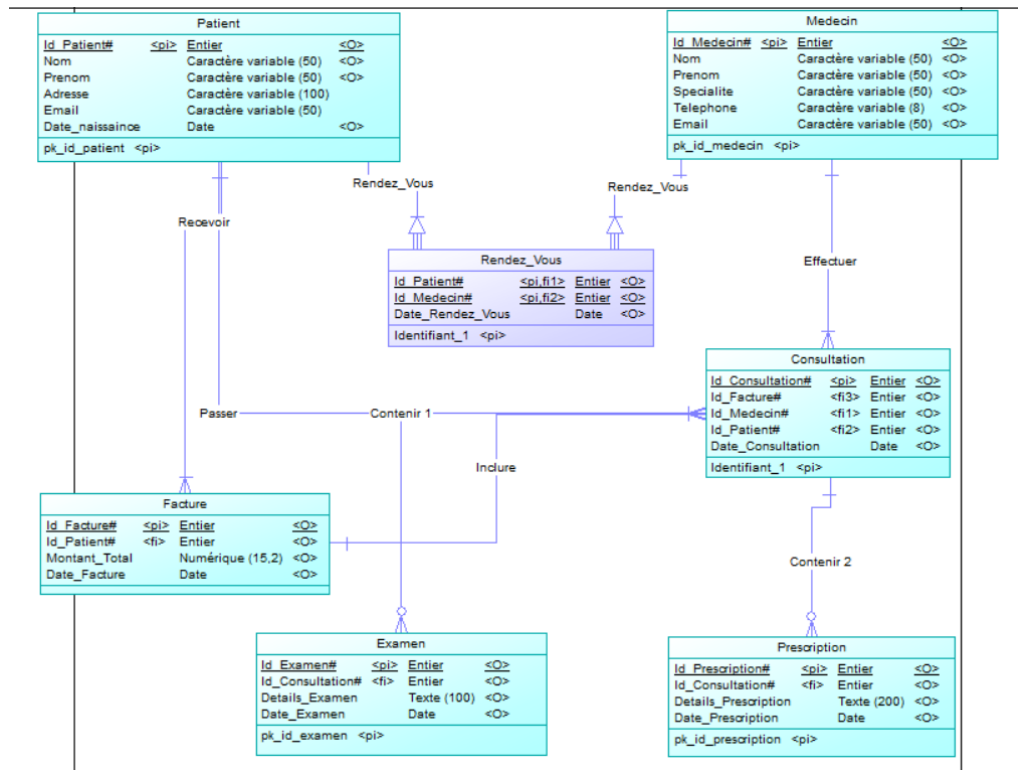 Patient
Id_Patient# <pi> Entier <O>
Nom Caractère variable (50) <O>
Prenom Caractère variable (50) <O>
Adresse Caractère variable (100)
Email Caractère variable (50)
Date_naissaince Date <O>
pk_id_patient <pi>
Medecin
Id_Medecin# <pi> Entier <O>
Nom Caractère variable (50) <O>
Prenom Caractère variable (50) <O>
Specialite Caractère variable (50) <O>
Telephone Caractère variable (8) <O>
Email Caractère variable (50) <O>
pk_id_medecin <pi>
Rendez_Vous
Rendez_Vous
Recevoir
Effectuer
Rendez_Vous
Id_Patient# <pi,fi1> Entier <O>
Id_Medecin# <pi,fi2> Entier <O>
Date_Rendez_Vous Date <O>
Identifiant_1 <pi>
Consultation
Id_Consultation# <pi> Entier <O>
Id_Facture# <fi3> Entier <O>
Id_Medecin# <fi1> Entier <O>
Id_Patient# <fi2> Entier <O>
Date_Consultation Date <O>
Identifiant_1 <pi>
Passer
Contenir 1
Inclure
Facture
Id_Facture# <pi> Entier <O>
Id_Patient# <fi> Entier <O>
Montant_Total Numérique (15,2) <O>
Date_Facture Date <O>
Contenir 2
Examen
Id_Examen# <pi> Entier <O>
Id_Consultation# <fi> Entier <O>
Details_Examen Texte (100) <O>
Date_Examen Date <O>
pk_id_examen <pi>
Prescription
Id_Prescription# <pi> Entier <O>
Id_Consultation# <fi> Entier <O>
Details_Prescription Texte (200) <O>
Date_Prescription Date <O>
pk_id_prescription <pi>